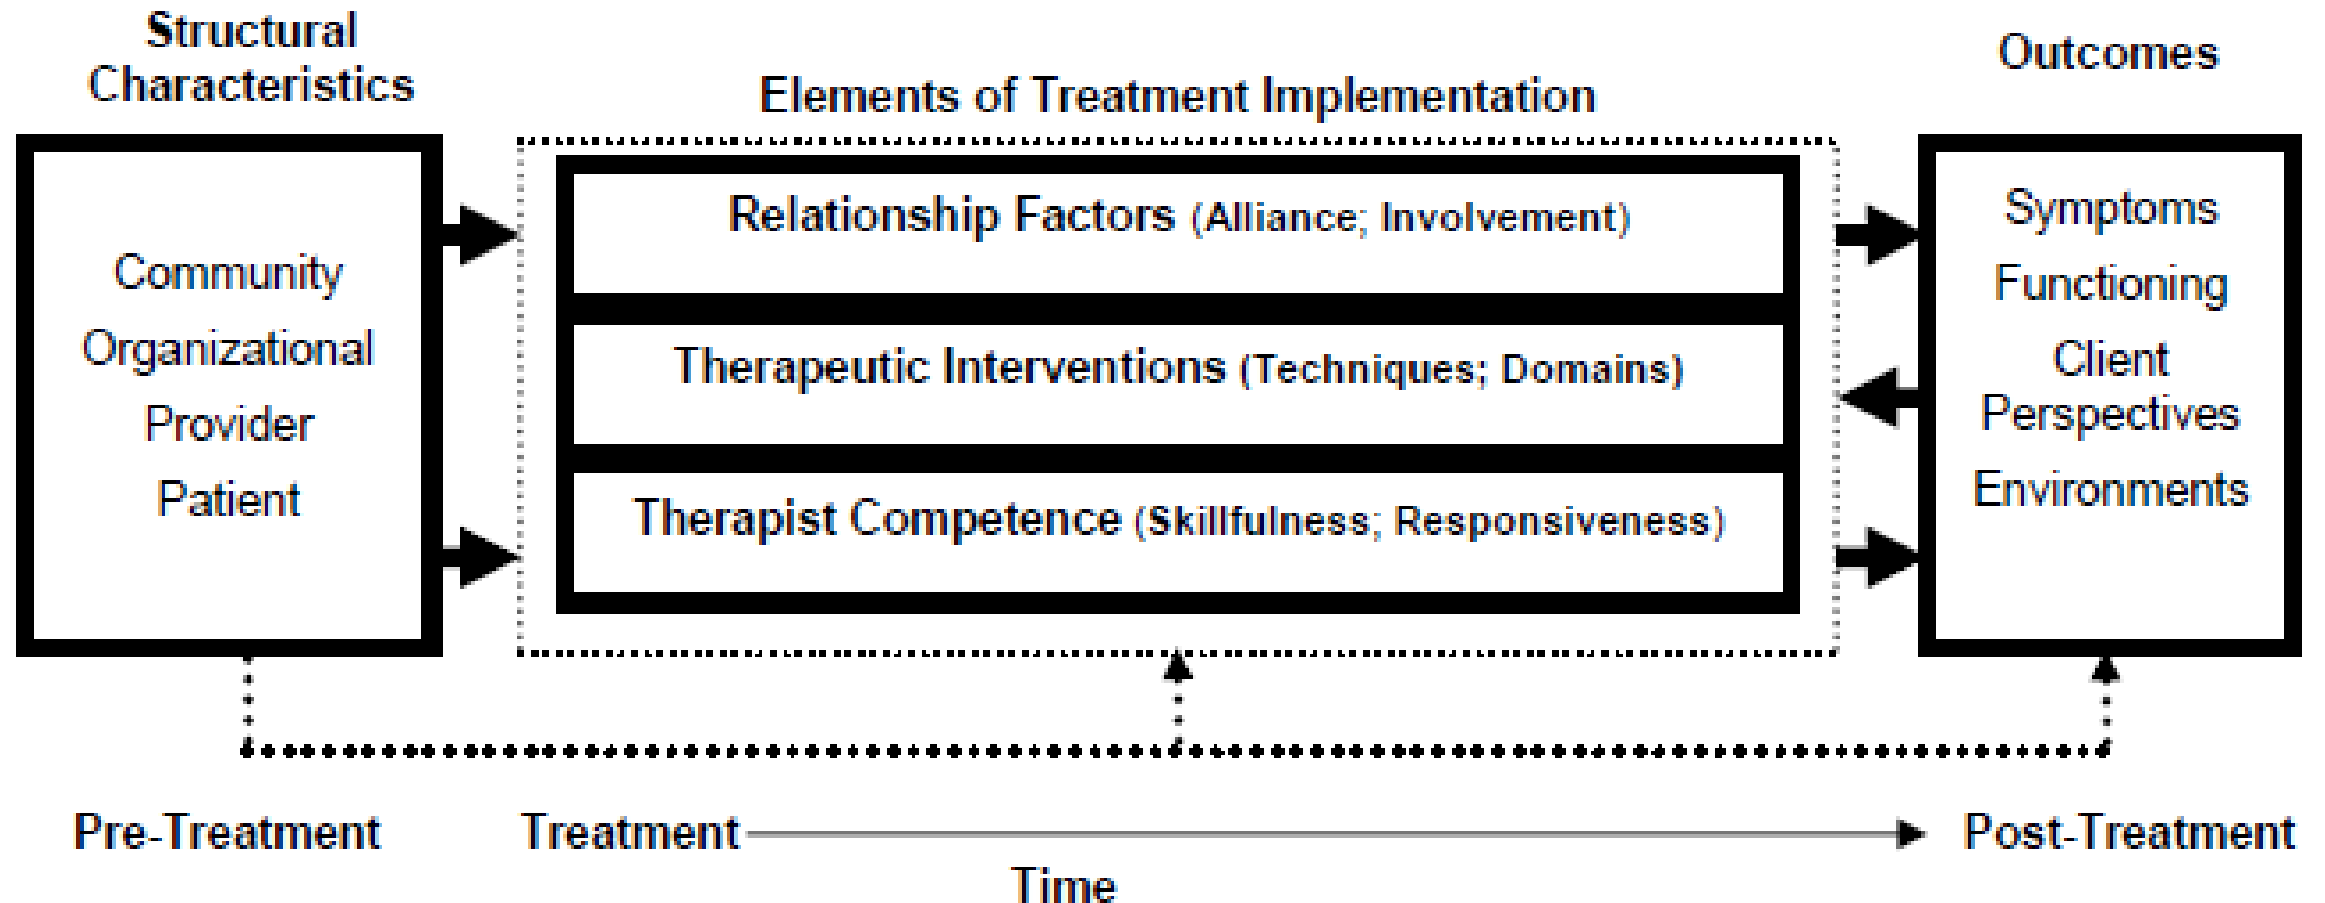 Structural
Characteristics
Community
Organizational
Provider
Patient
Elements of Treatment Implementation
Relationship Factors (Alliance; Involvement)
Therapeutic Interventions (Techniques; Domains)
Therapist Competence (Skillfulness; Responsiveness)
Outcomes
Symptoms
Functioning
Client
Perspectives
Environments
Pre-Treatment
Treatment
Post-Treatment
Time